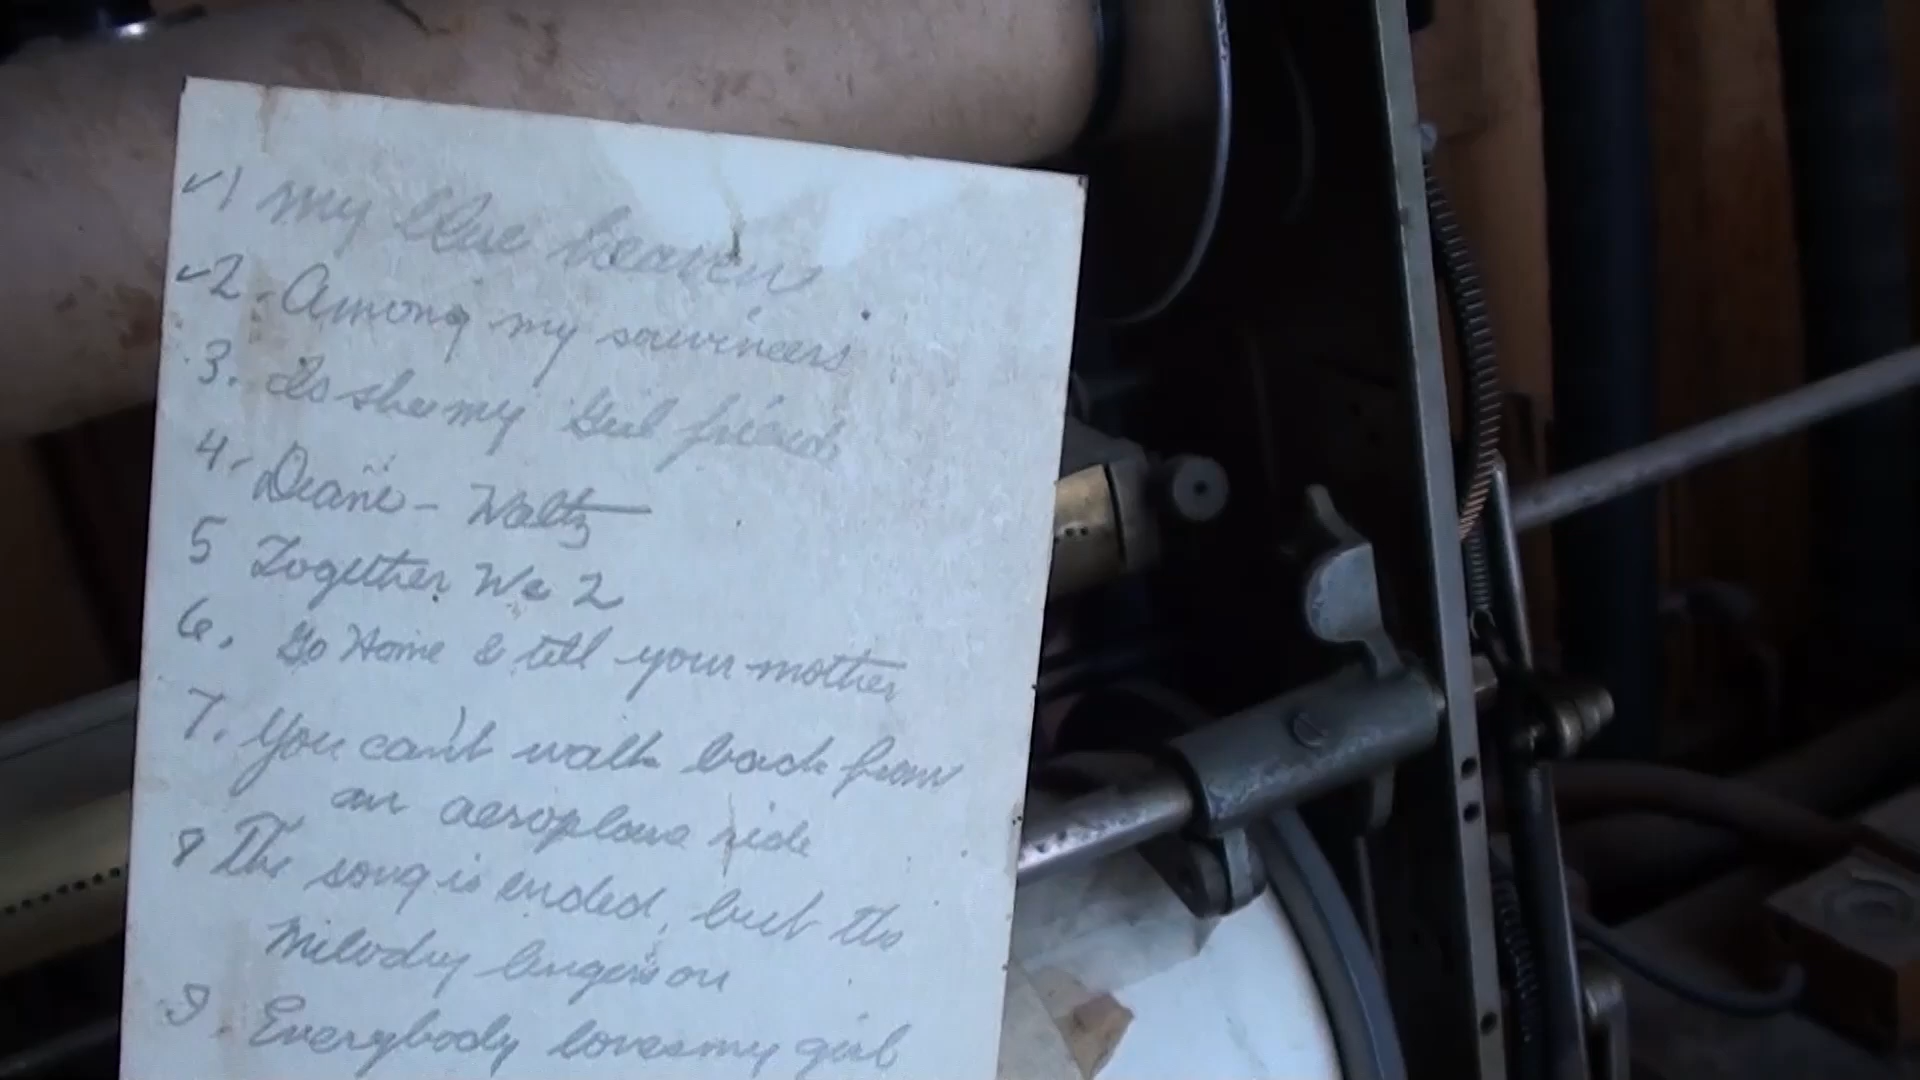 ✓1 My blue heaven
✓2. Among my souvineers
3. Is she my Girl friend
4. Diane - Waltz
5 Together We 2
6. Go Home & tell your mother
7. You can't walk back from
an aeroplane ride
8 The song is ended, but the
Milody lingers on
9. Everybody loves my girl